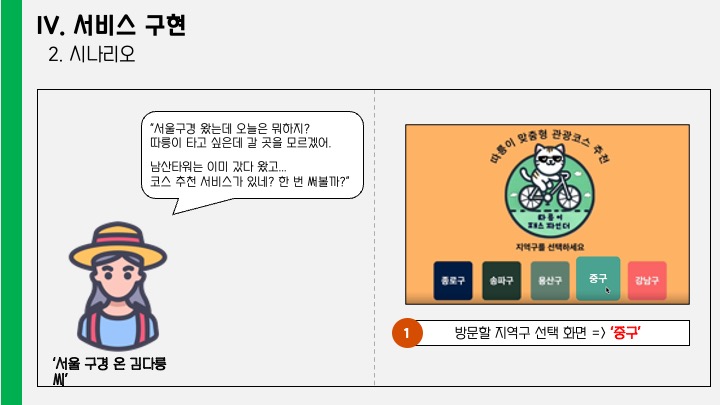 IV. 서비스 구현
2. 시나리오
“서울구경 왔는데 오늘은 뭐하지?
따릉이 타고 싶은데 갈 곳을 모르겠어.
남산타워는 이미 갔다 왔고...
코스 추천 서비스가 있네? 한 번 써볼까?”
‘서울 구경 온 김다릉
씨’
따릉이 맞춤형 관광코스 추천
따릉이
패스 파인더
지역구를 선택하세요
종로구 송파구 용산구 중구 강남구
1 방문할 지역구 선택 화면 => ‘중구’